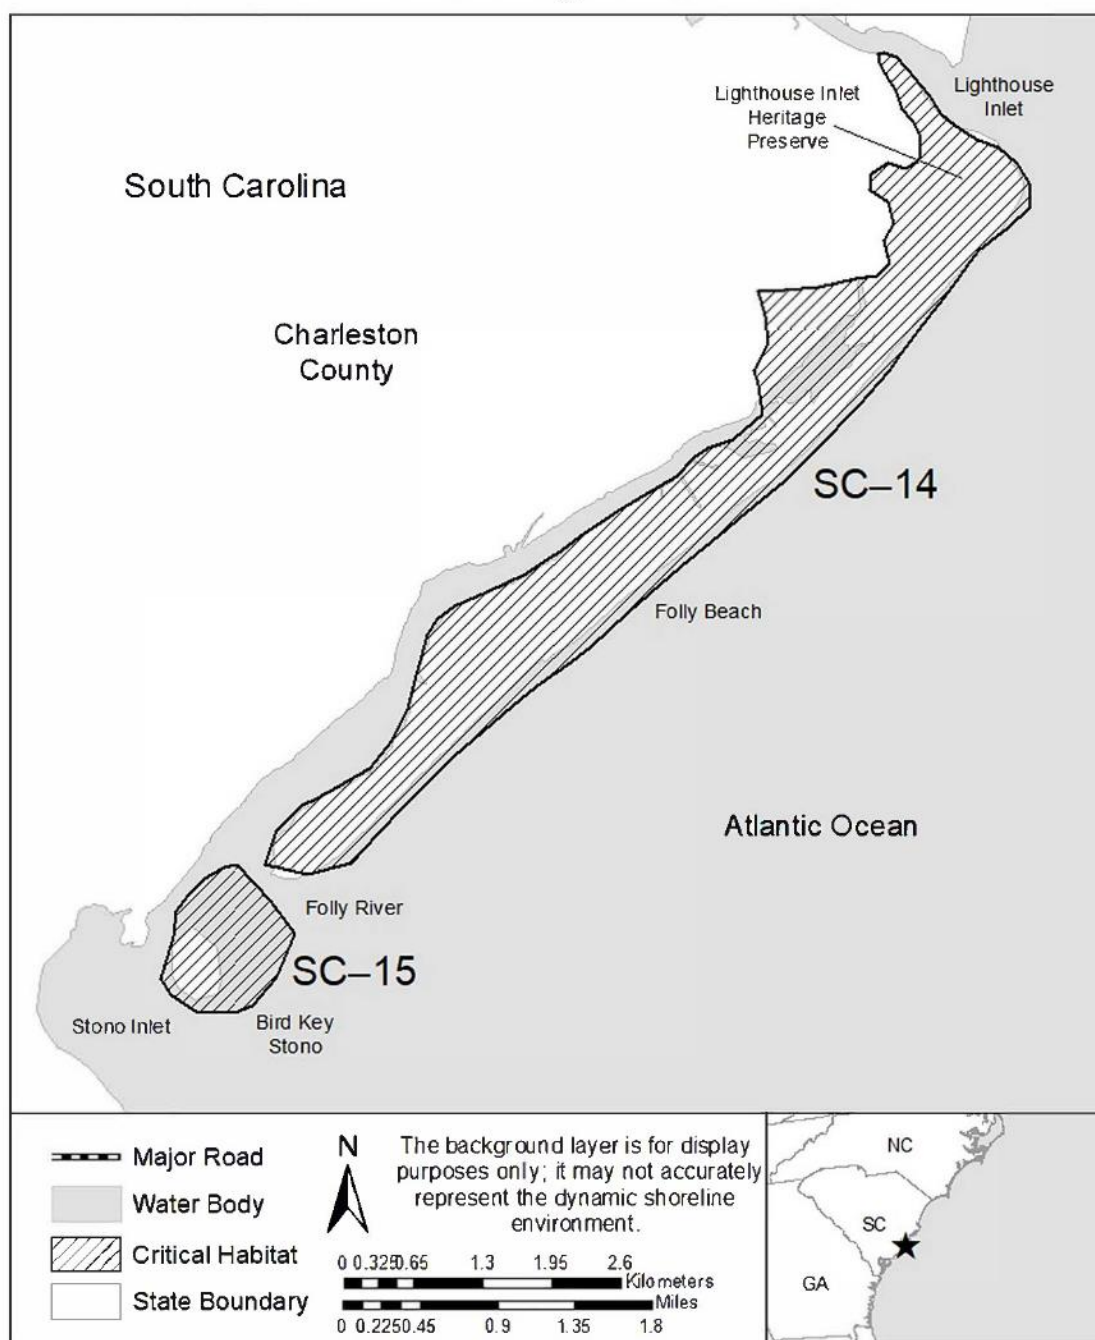 Lighthouse Inlet
Heritage
Preserve
Lighthouse
Inlet
South Carolina
Charleston
County
SC–14
Folly Beach
Atlantic Ocean
Folly River
SC–15
Stono Inlet
Bird Key
Stono
Major Road
Water Body
Critical Habitat
State Boundary
N
The background layer is for display
purposes only; it may not accurately
represent the dynamic shoreline
environment.
0 0.325 0.65 1.3 1.95 2.6
Kilometers
Miles
0 0.225 0.45 0.9 1.35 1.8
NC
SC
GA